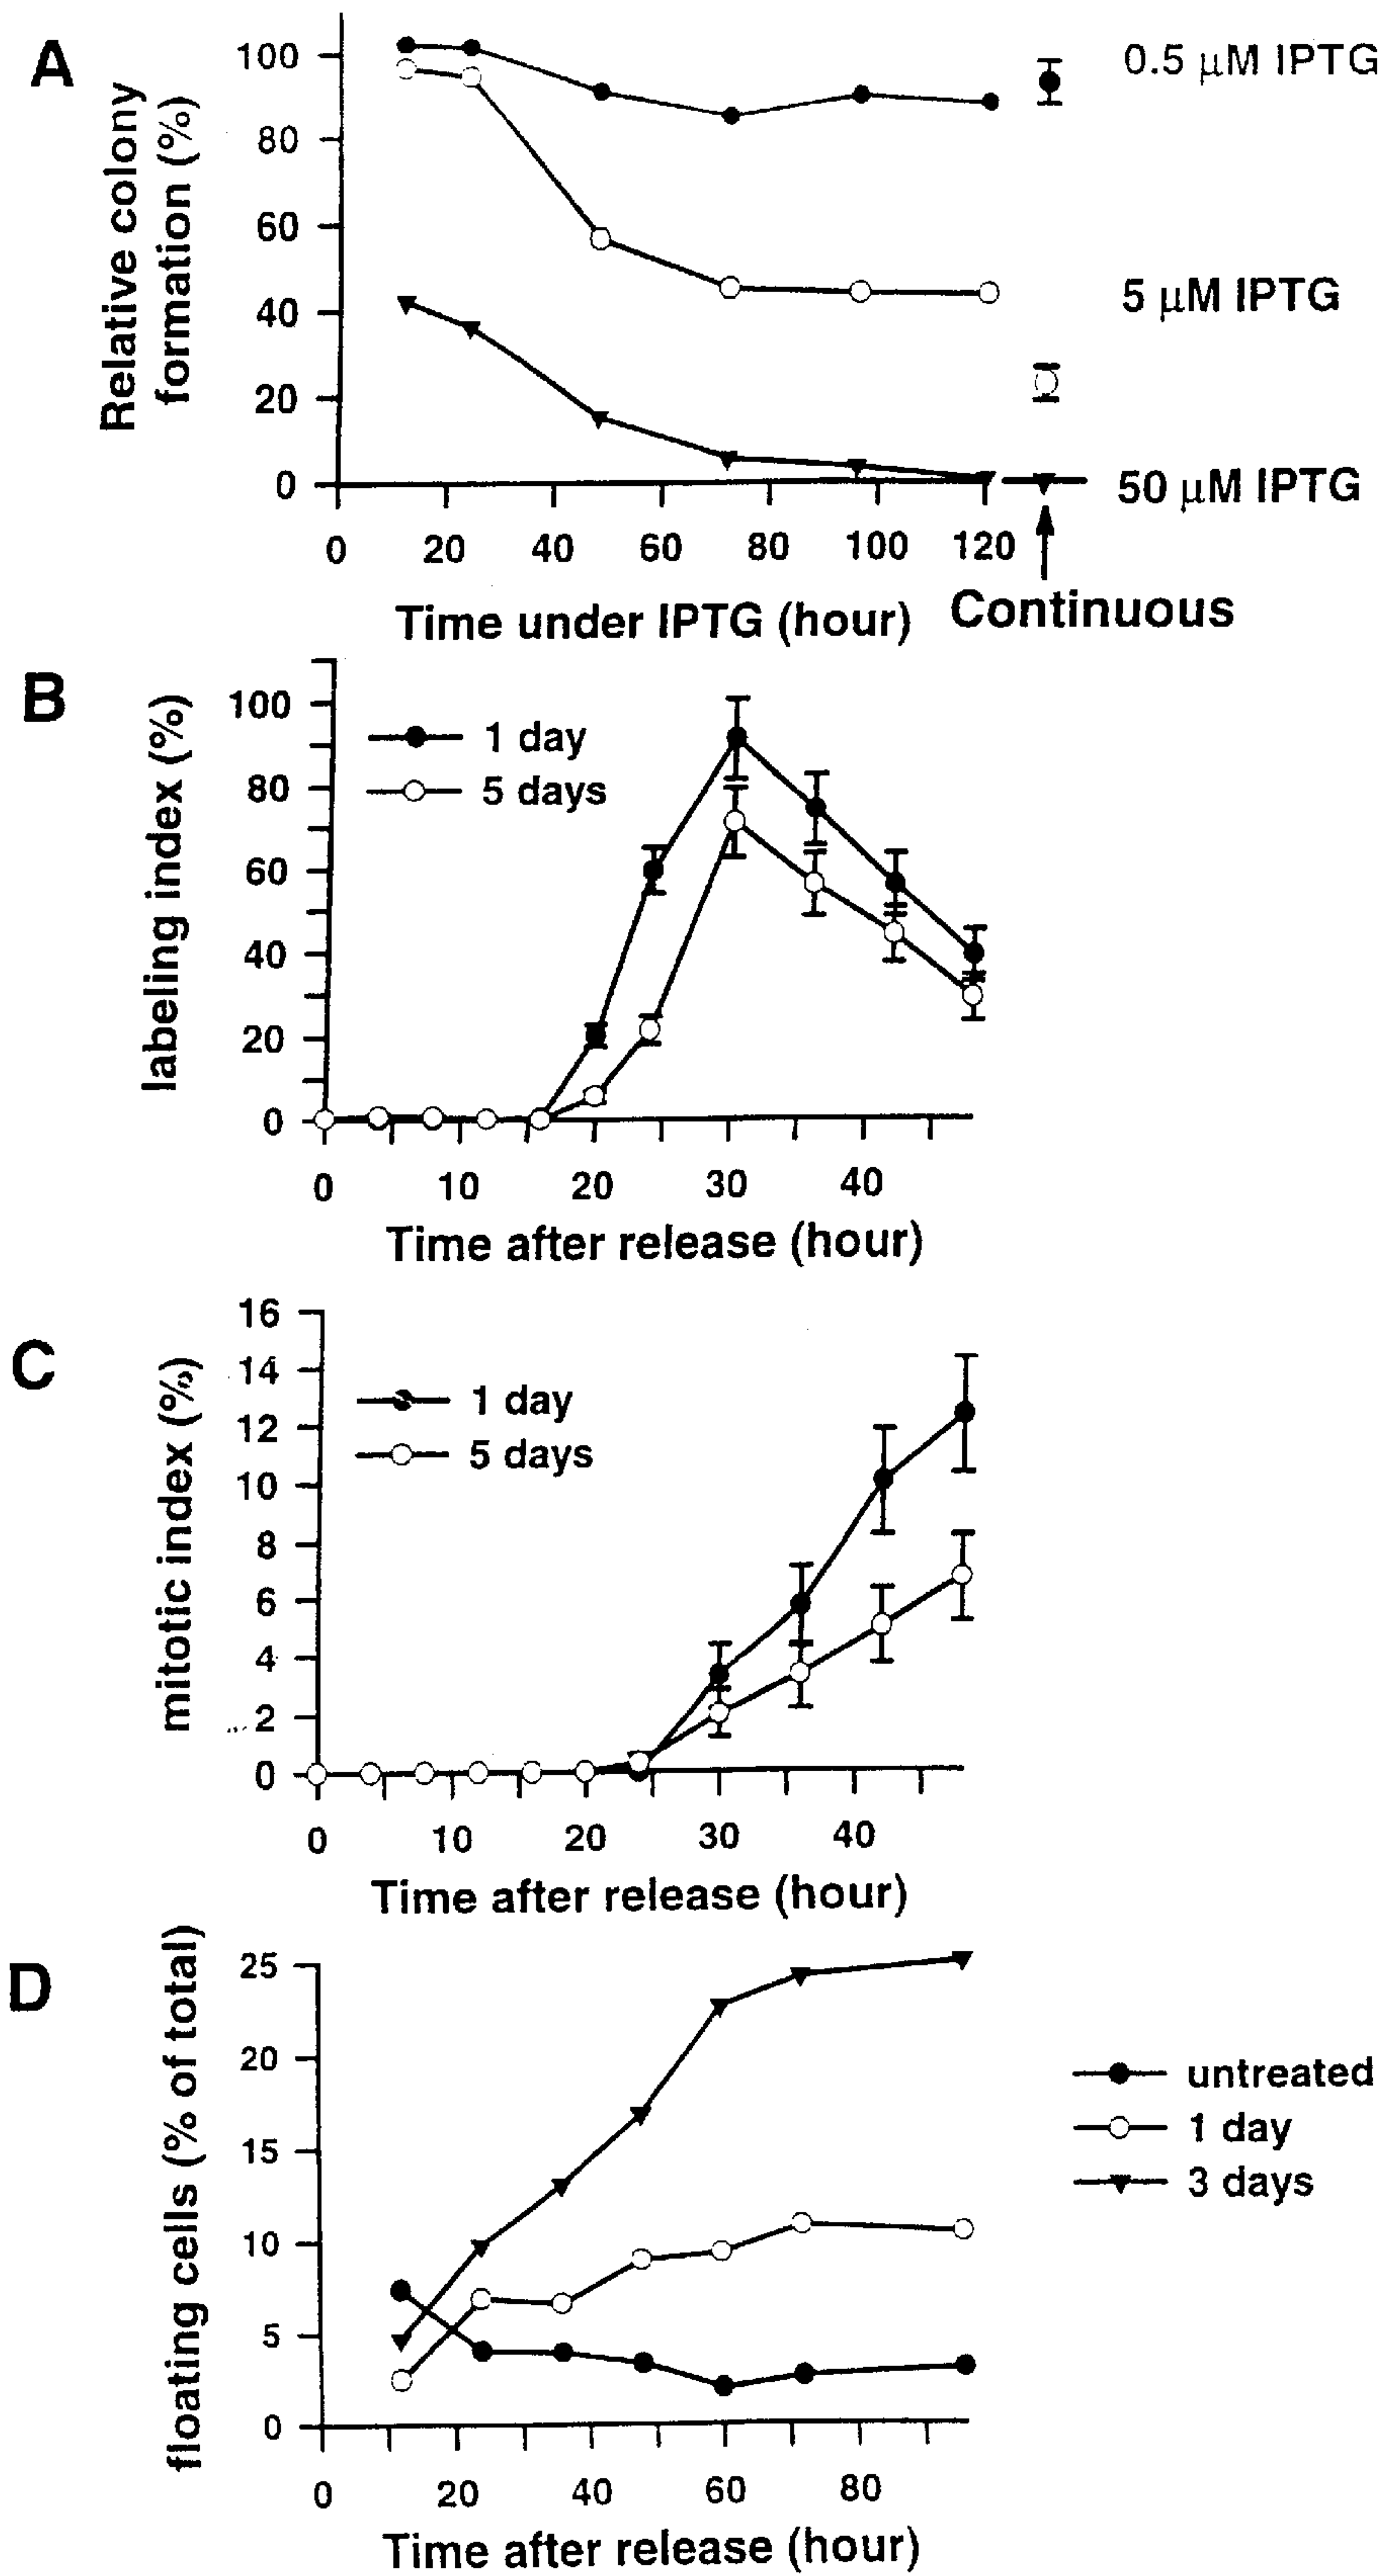 A
Relative colony
formation (%)
100
80
60
40
20
0
0 20 40 60 80 100 120
Time under IPTG (hour)
Continuous
0.5 µM IPTG
5 µM IPTG
50 µM IPTG
B
labeling index (%)
100
80
60
40
20
0
1 day
5 days
0 10 20 30 40
Time after release (hour)
C
mitotic index (%)
16
14
12
10
8
6
4
2
0
1 day
5 days
0 10 20 30 40
Time after release (hour)
D
floating cells (% of total)
25
20
15
10
5
0
untreated
1 day
3 days
0 20 40 60 80
Time after release (hour)